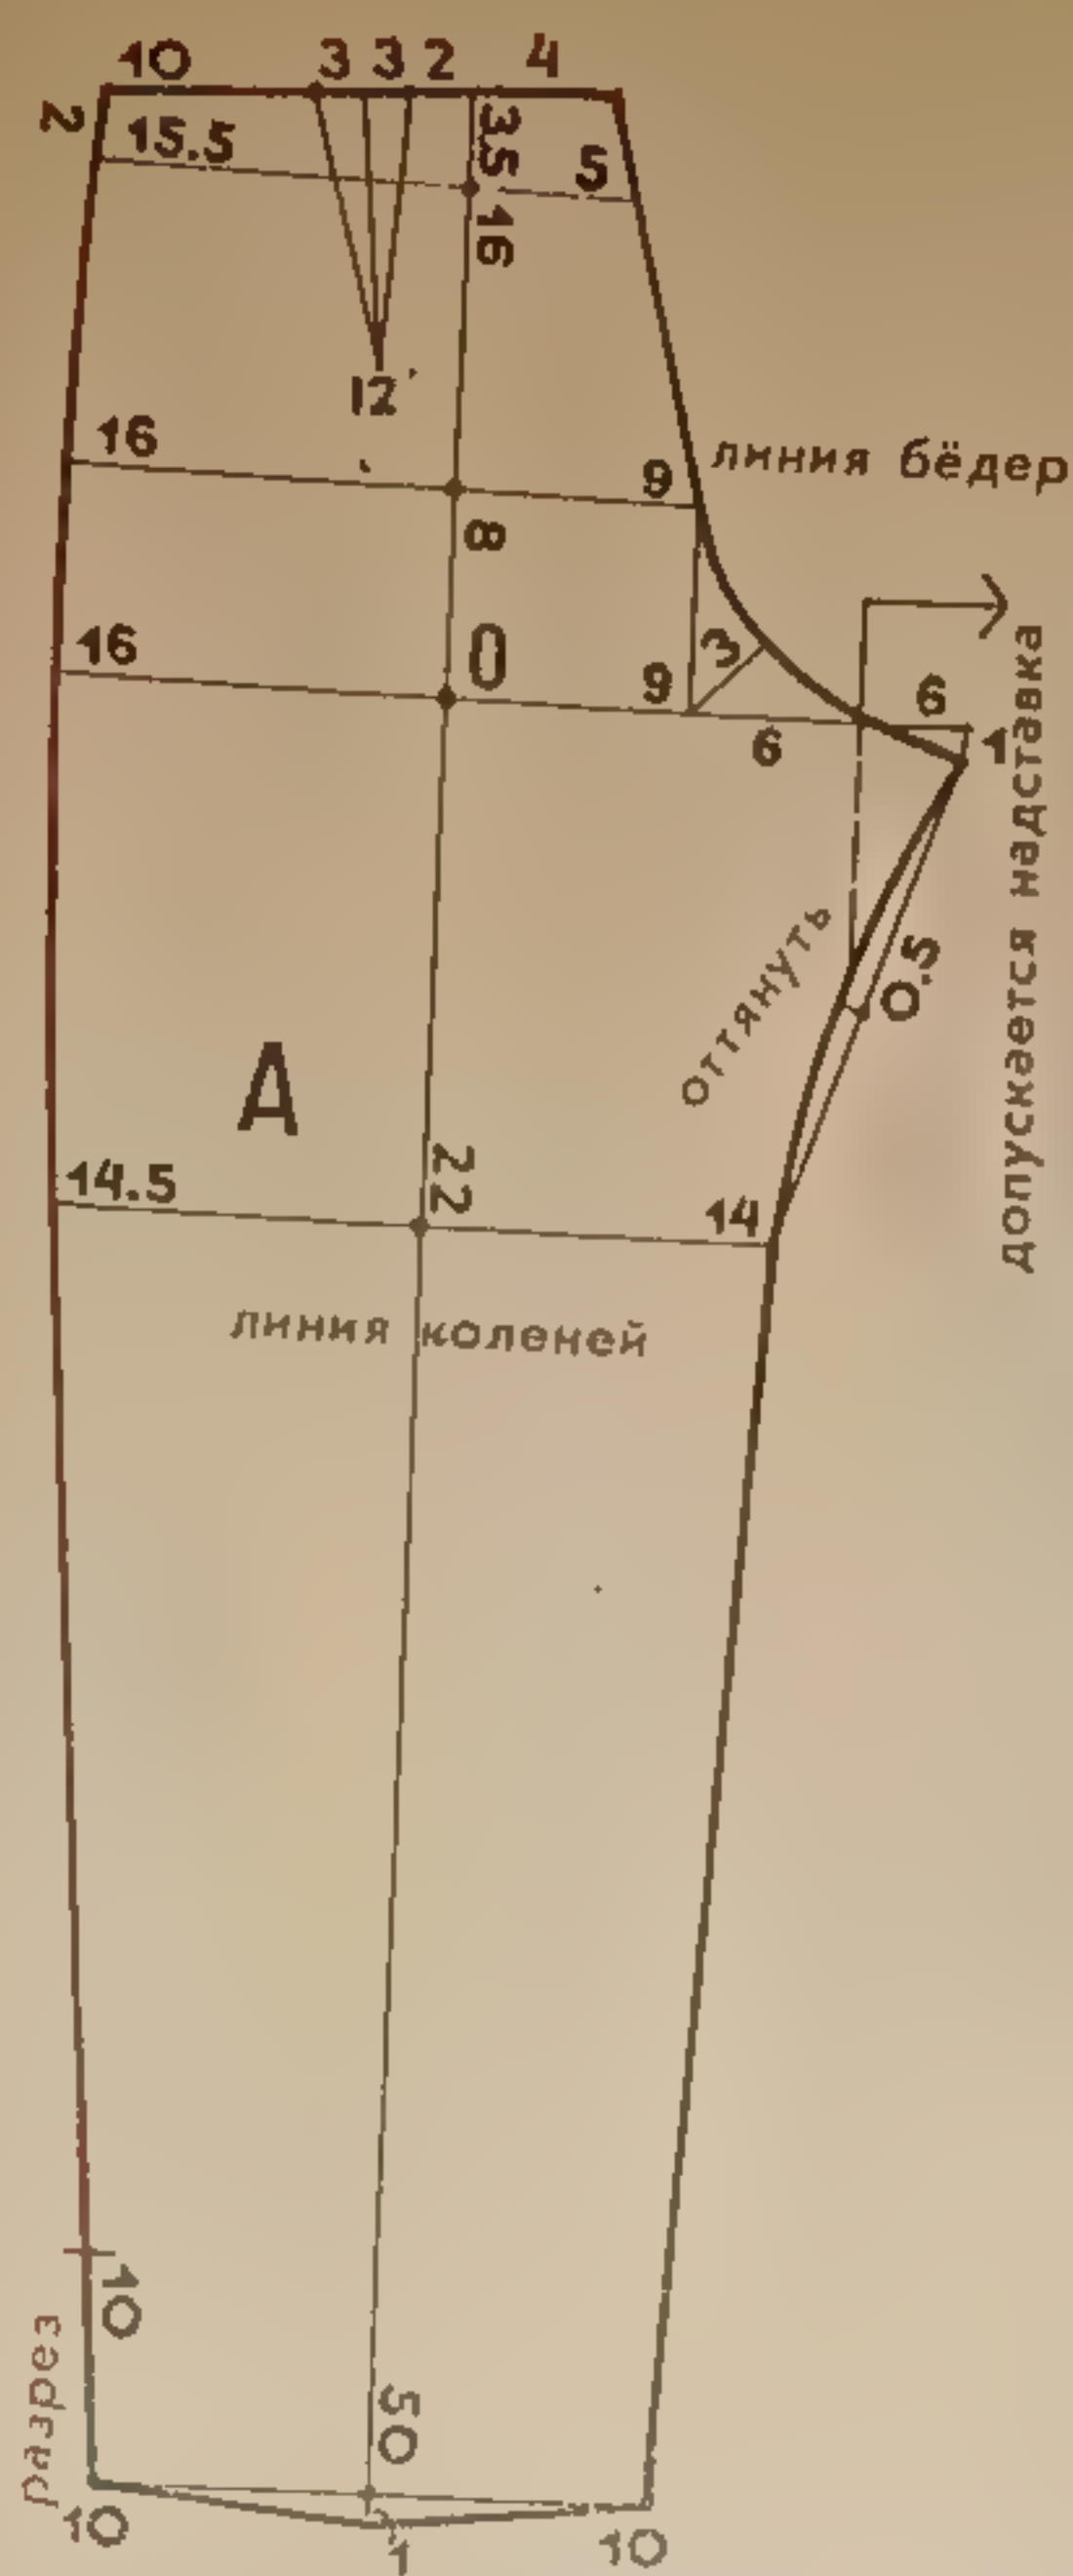 10 3 3 2 4
2 15.5 3.5 5
16
12
16 9 линия бёдер
8
16 0 9 3 6 1
6
допускается надставка
оттянуть
0.5
А
14.5 22 14
линия коленей
10
разрез
50
10 1 10